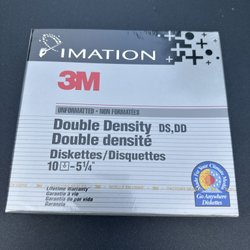 IMATION
3M
UNFORMATTED • NON FORMATEES
Double Density DS,DD
Double densité
Diskettes/Disquettes
10 - 5¼"
Lifetime Warranty
Garantie à vie
Garantía de por vida
Garantia
Go Anywhere
Diskettes